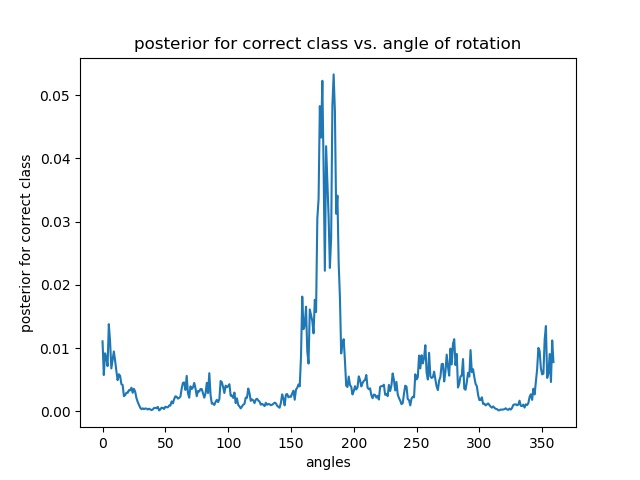 posterior for correct class vs. angle of rotation
posterior for correct class
0.05
0.04
0.03
0.02
0.01
0.00
0 50 100 150 200 250 300 350
angles